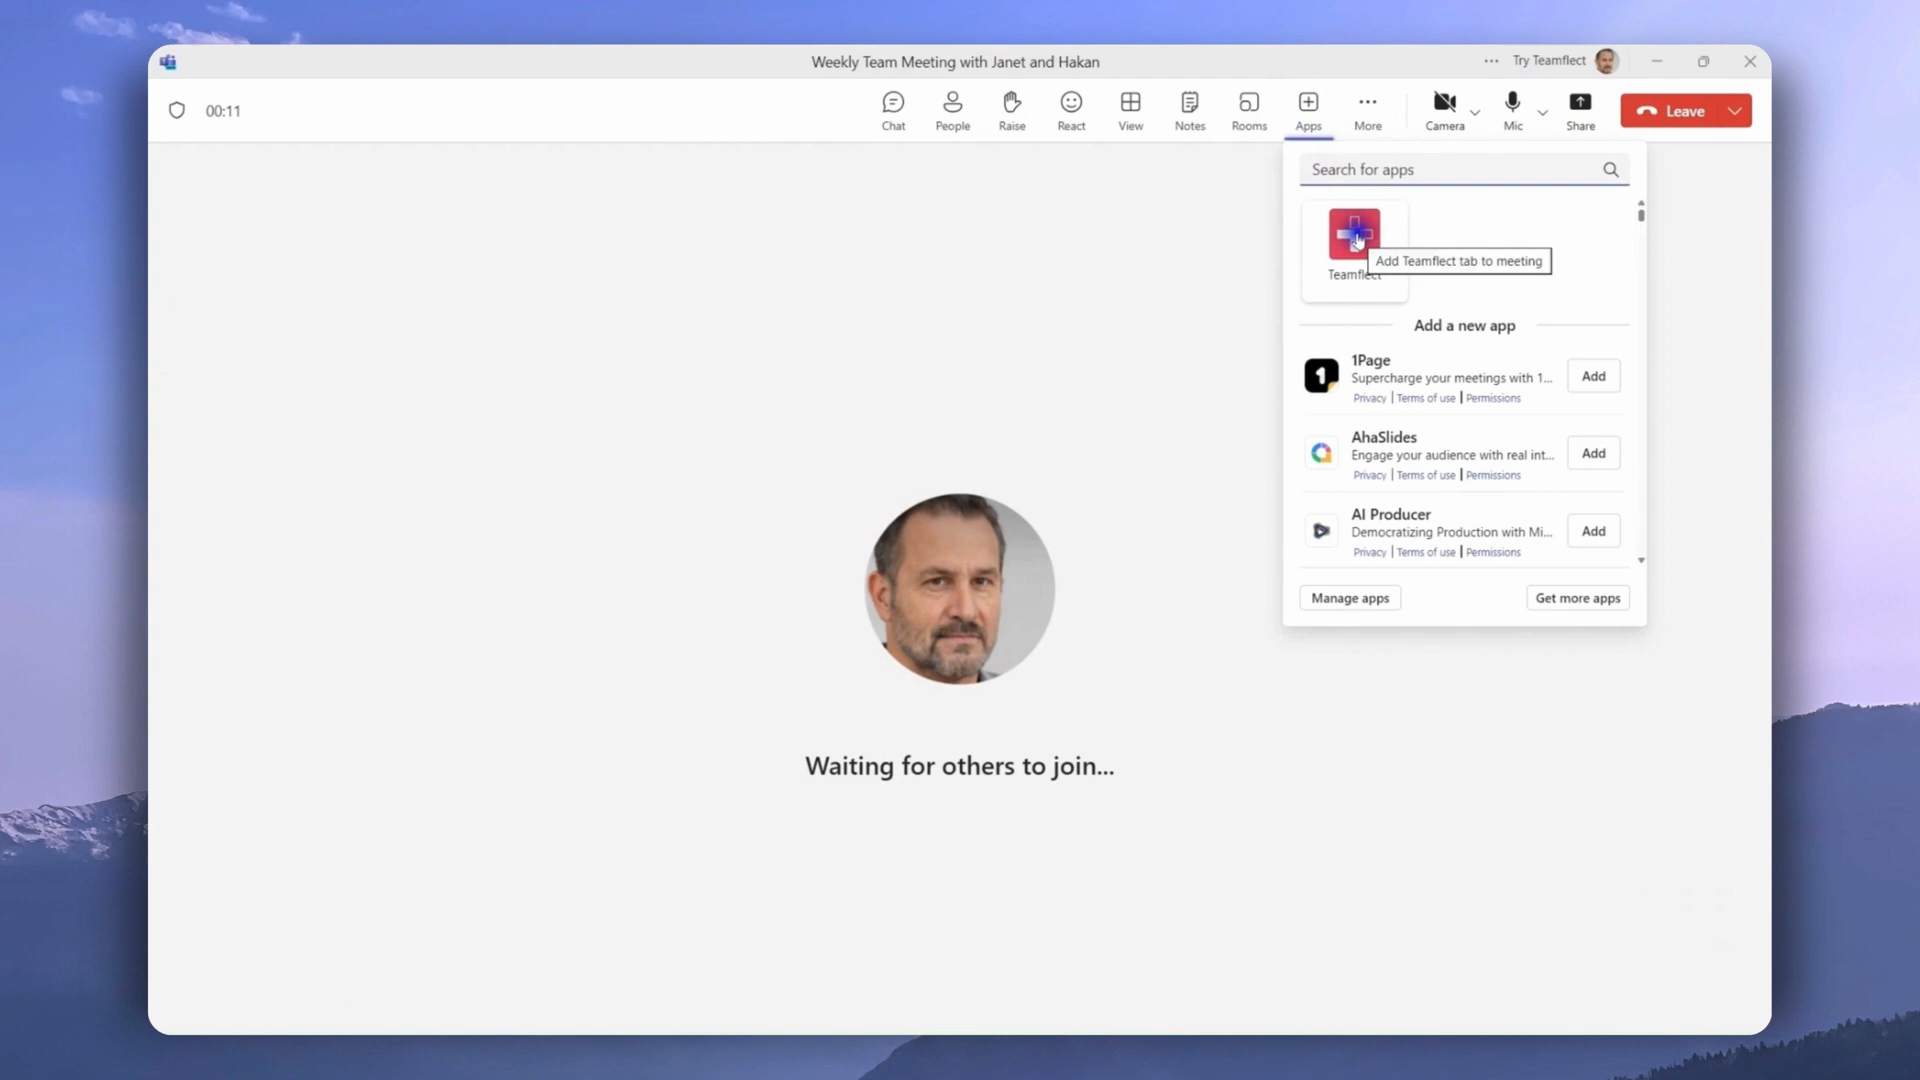 Weekly Team Meeting with Janet and Hakan
Try Teamflect
00:11
Chat
People
Raise
React
View
Notes
Rooms
Apps
More
Camera
Mic
Share
Leave
Search for apps
Add Teamflect tab to meeting
Teamflect
Add a new app
1Page
Supercharge your meetings with 1...
Privacy | Terms of use | Permissions
Add
AhaSlides
Engage your audience with real int...
Privacy | Terms of use | Permissions
Add
AI Producer
Democratizing Production with Mi...
Privacy | Terms of use | Permissions
Add
Manage apps
Get more apps
Waiting for others to join...